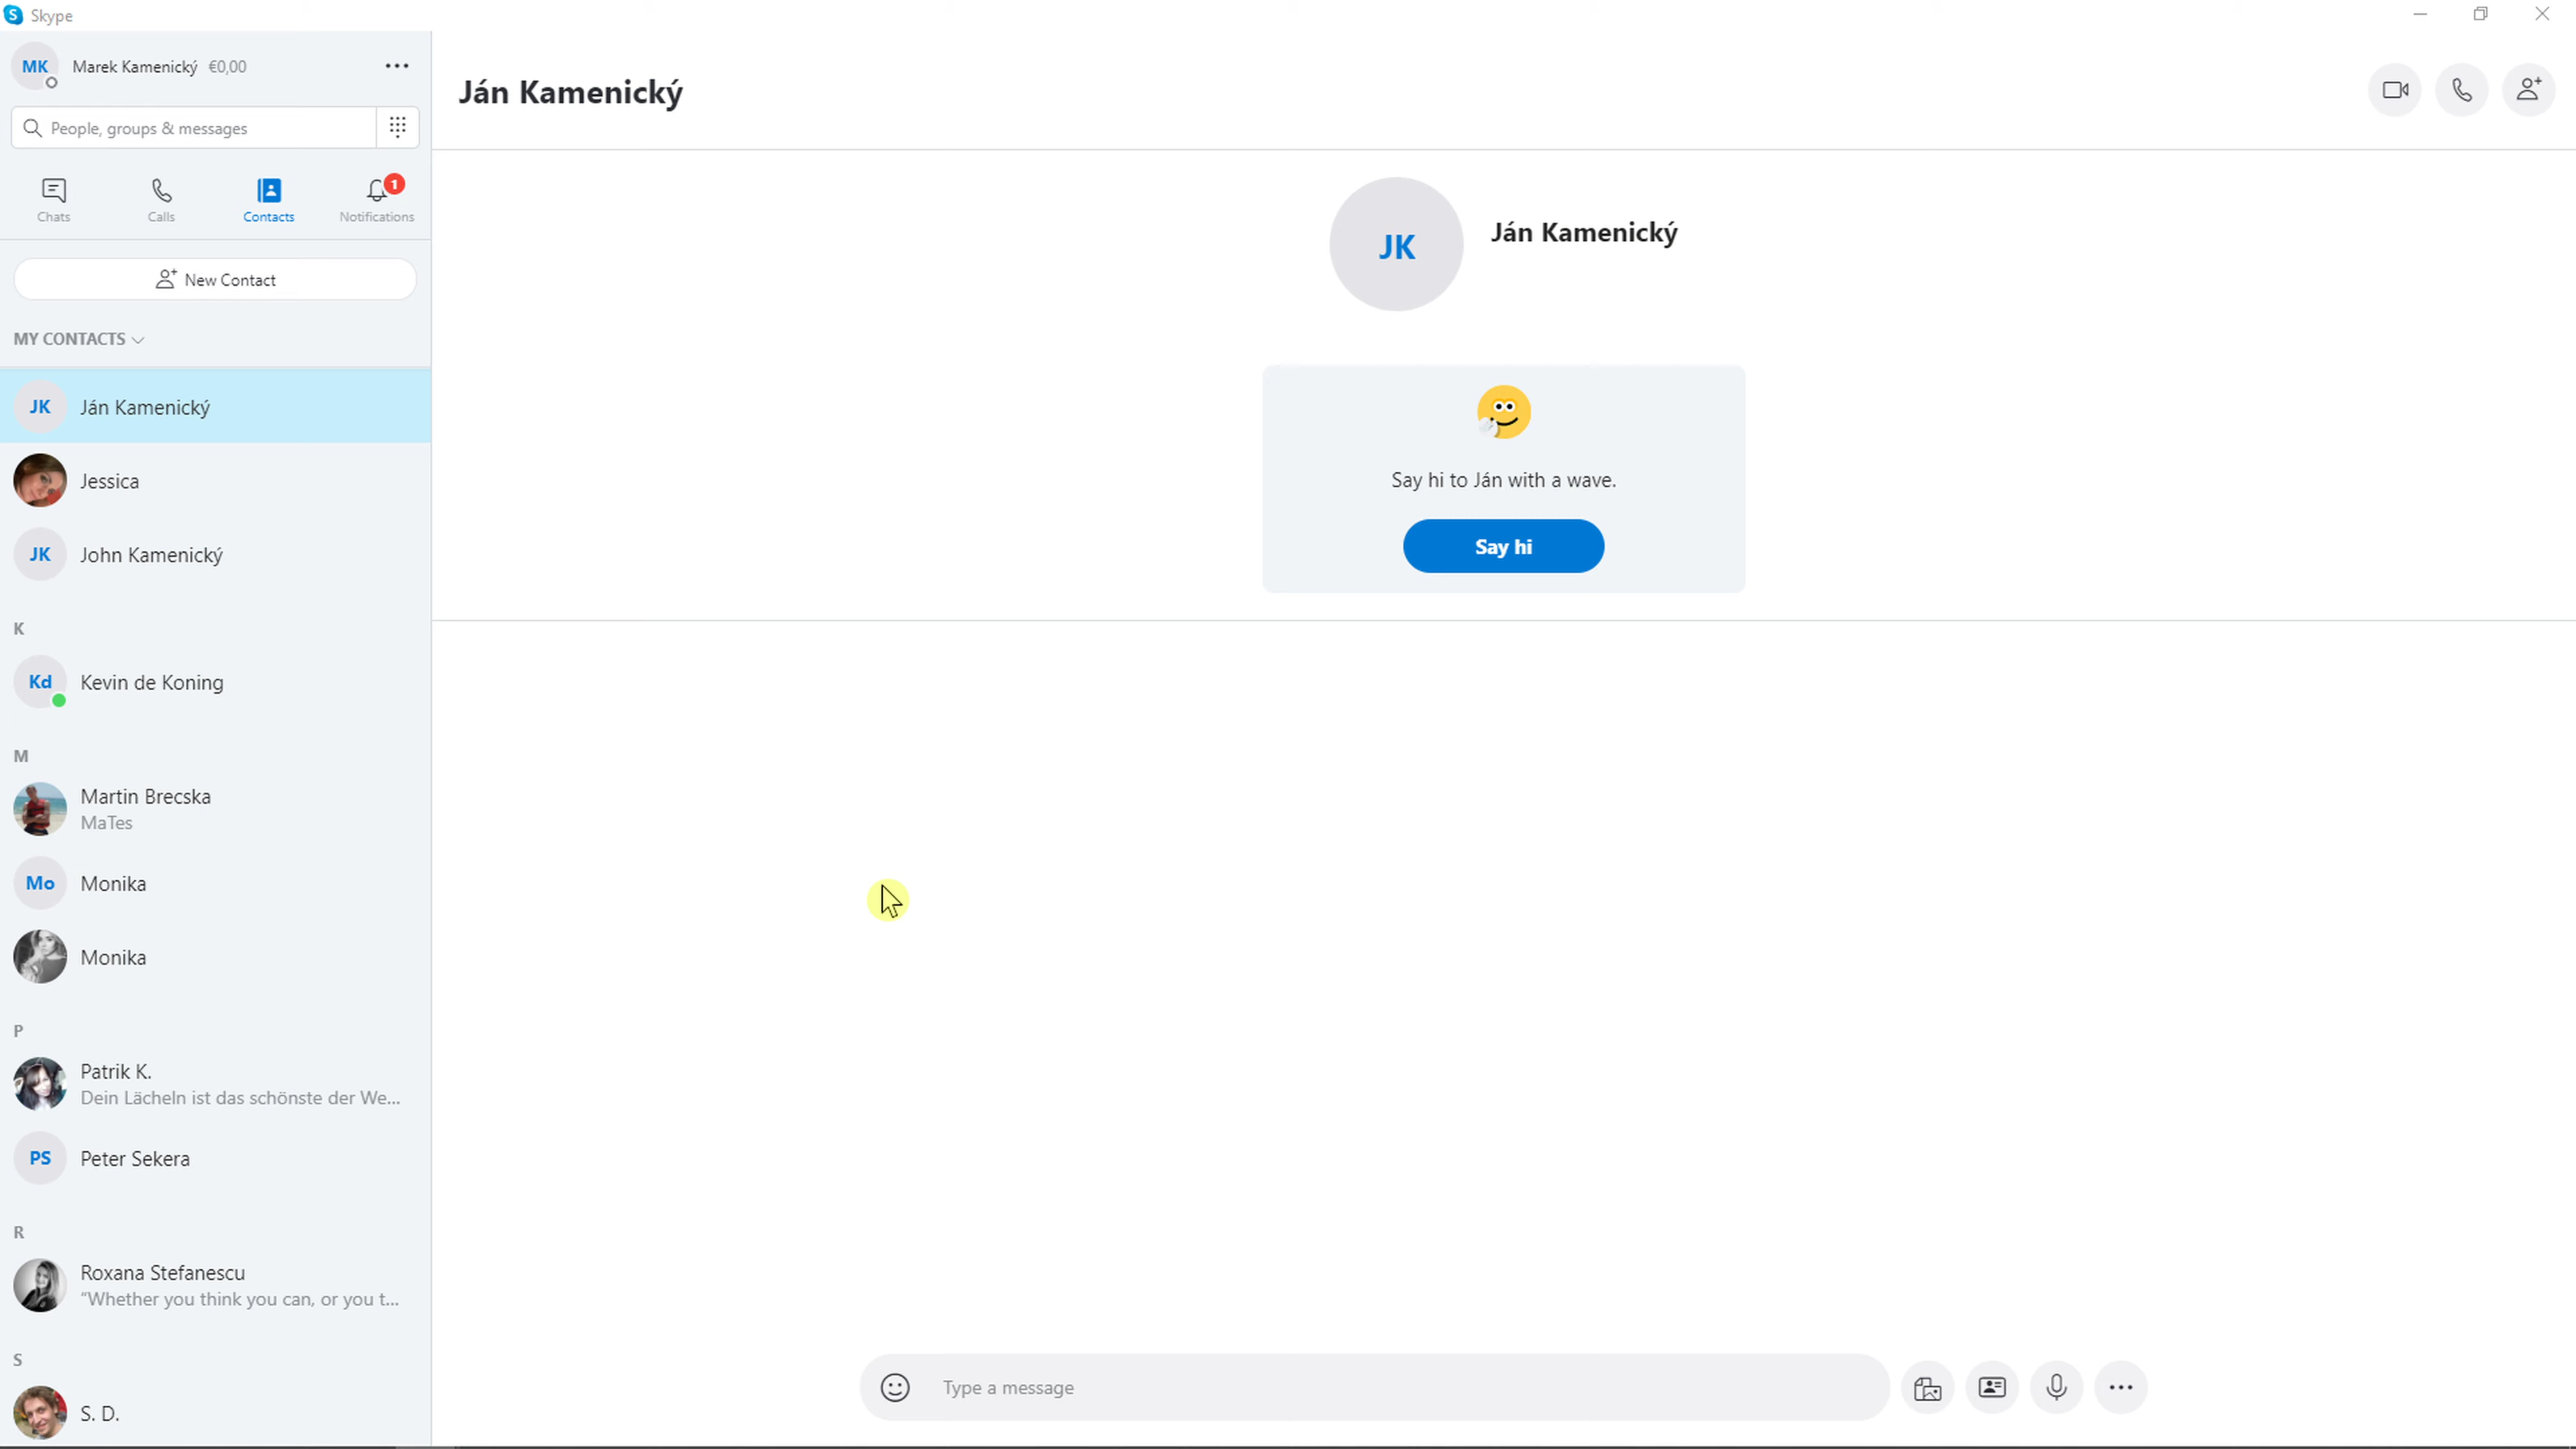 Skype
MK
Marek Kamenický €0,00
People, groups & messages
Chats
Calls
Contacts
1
Notifications
New Contact
MY CONTACTS
JK
Ján Kamenický
Jessica
JK
John Kamenický
K
Kd
Kevin de Koning
M
Martin Brecska
MaTes
Mo
Monika
Monika
P
Patrik K.
Dein Lächeln ist das schönste der We...
PS
Peter Sekera
R
Roxana Stefanescu
"Whether you think you can, or you t...
S
S. D.
Ján Kamenický
JK
Ján Kamenický
Say hi to Ján with a wave.
Say hi
Type a message